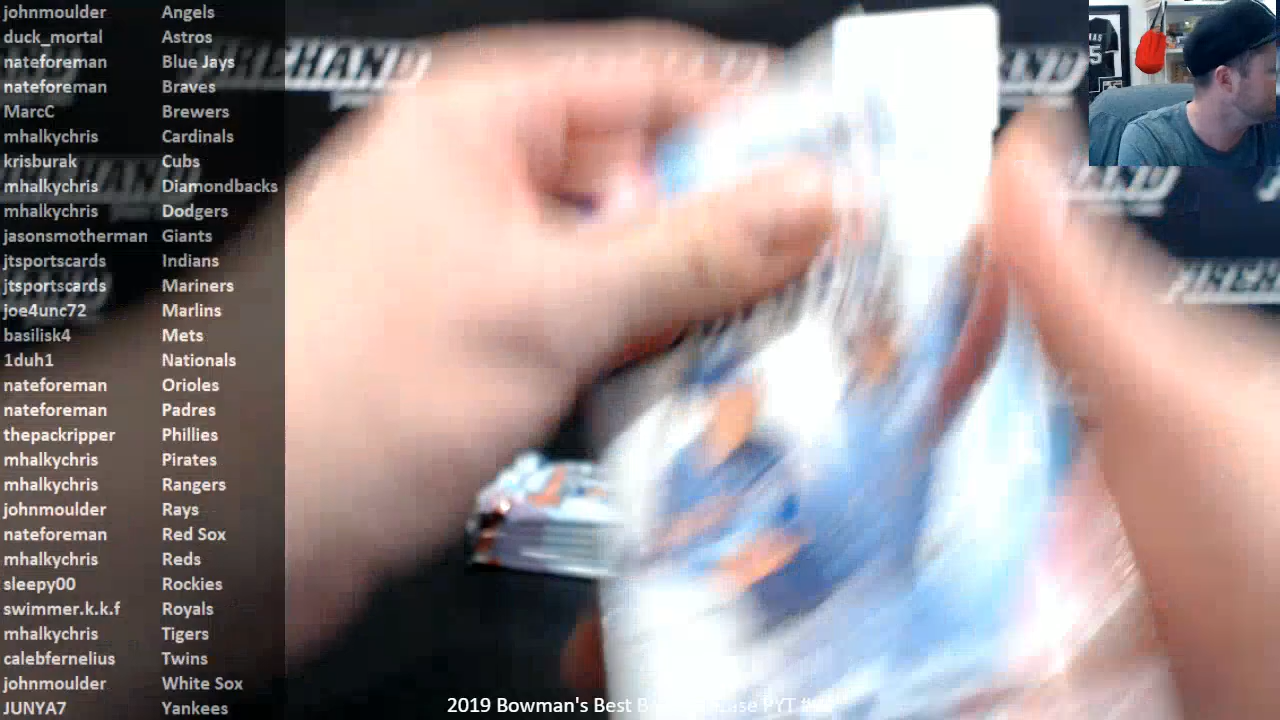 johnmoulder Angels
duck_mortal Astros
nateforeman Blue Jays
nateforeman Braves
MarcC Brewers
mhalkychris Cardinals
krisburak Cubs
mhalkychris Diamondbacks
mhalkychris Dodgers
jasonsmotherman Giants
jtsportscards Indians
jtsportscards Mariners
joe4unc72 Marlins
basilisk4 Mets
1duh1 Nationals
nateforeman Orioles
nateforeman Padres
thepackripper Phillies
mhalkychris Pirates
mhalkychris Rangers
johnmoulder Rays
nateforeman Red Sox
mhalkychris Reds
sleepy00 Rockies
swimmer.k.k.f Royals
mhalkychris Tigers
calebfernelius Twins
johnmoulder White Sox
JUNYA7 Yankees
FIREHAND
2019 Bowman's Best PYT